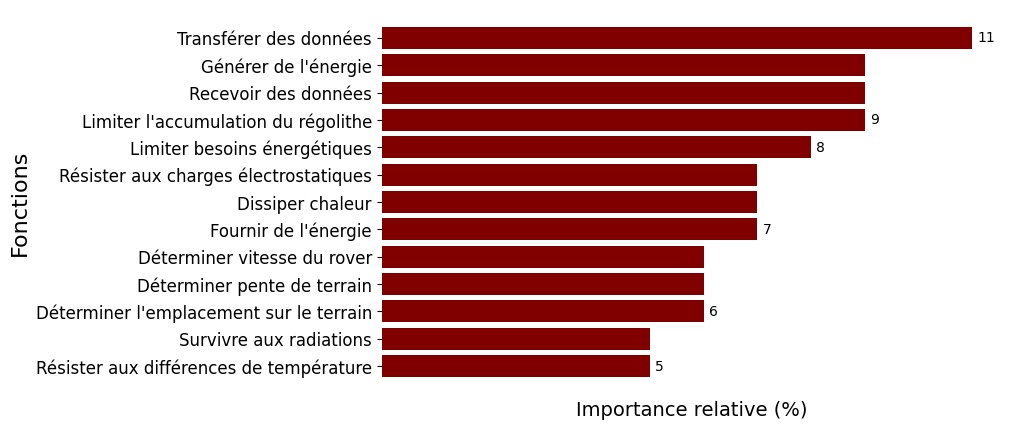 Transférer des données
11
Générer de l'énergie
Recevoir des données
Limiter l'accumulation du régolithe
9
Limiter besoins énergétiques
8
Résister aux charges électrostatiques
Dissiper chaleur
Fournir de l'énergie
7
Déterminer vitesse du rover
Déterminer pente de terrain
Déterminer l'emplacement sur le terrain
6
Survivre aux radiations
Résister aux différences de température
5
Fonctions
Importance relative (%)